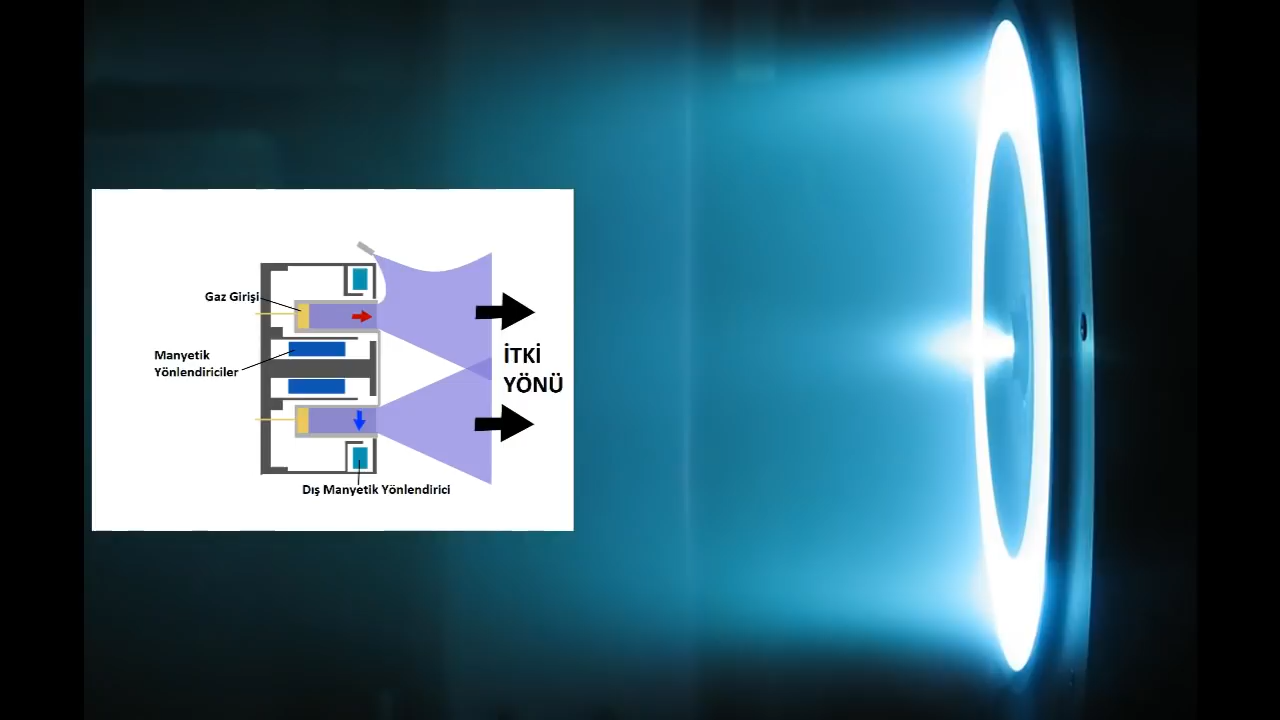 Gaz Girişi
Manyetik
Yönlendiriciler
İTKİ
YÖNÜ
Dış Manyetik Yönlendirici